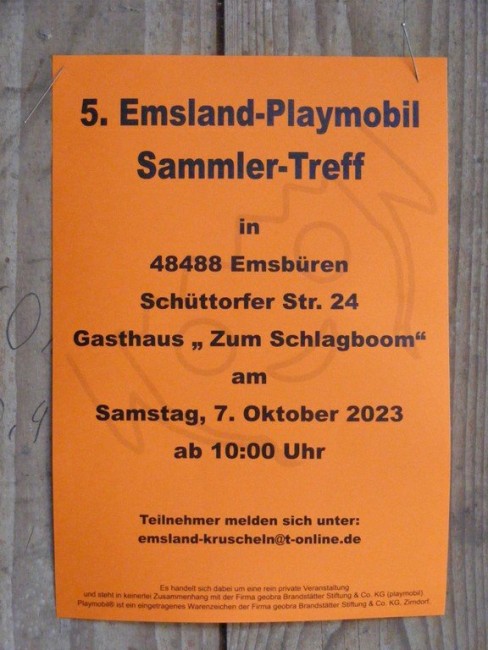 5. Emsland-Playmobil
Sammler-Treff
in
48488 Emsbüren
Schüttorfer Str. 24
Gasthaus „ Zum Schlagboom“
am
Samstag, 7. Oktober 2023
ab 10:00 Uhr
Teilnehmer melden sich unter:
emsland-kruscheln@t-online.de
Es handelt sich dabei um eine rein private Veranstaltung
und steht in keinerlei Zusammenhang mit der Firma geobra Brandstätter Stiftung & Co. KG (playmobil).
Playmobil® ist ein eingetragenes Warenzeichen der Firma geobra Brandstätter Stiftung & Co. KG, Zirndorf.